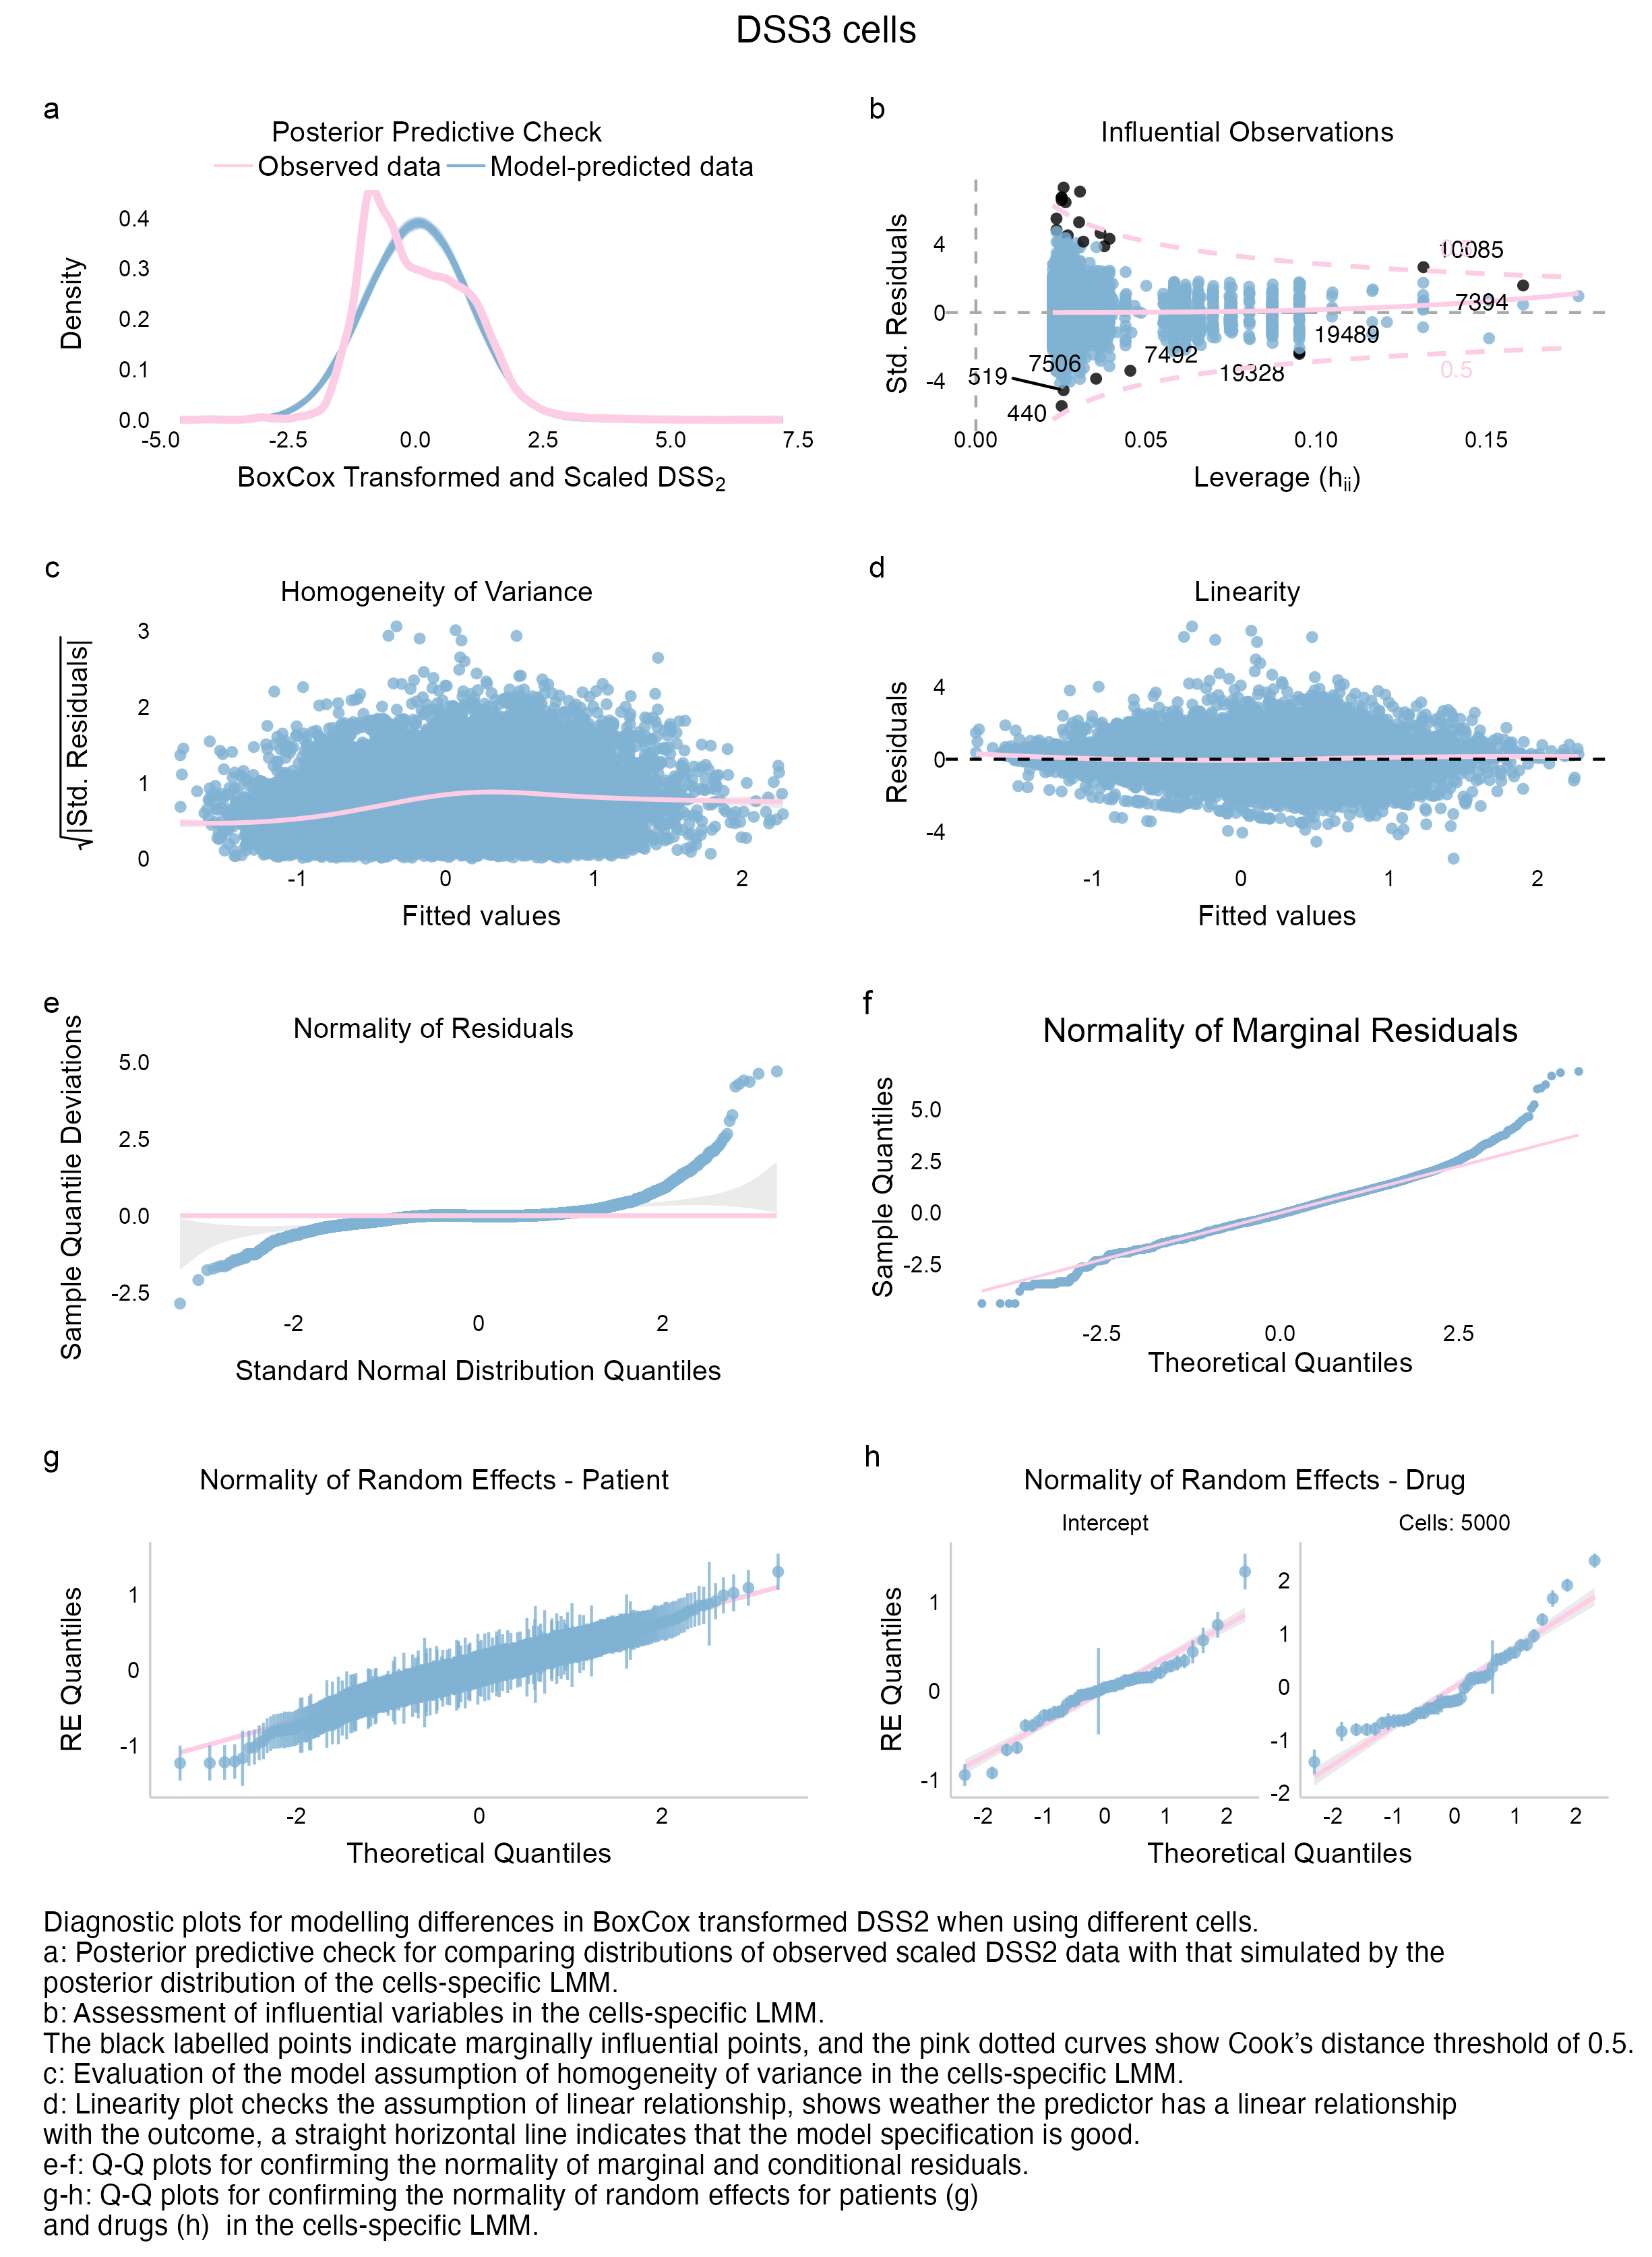 DSS3 cells
a
Posterior Predictive Check
Observed data Model-predicted data
Density
0.4
0.3
0.2
0.1
0.0
-5.0 -2.5 0.0 2.5 5.0 7.5
BoxCox Transformed and Scaled DSS₂
b
Influential Observations
Std. Residuals
4
0
-4
0.5
10085
7394
19489
7492
19328
7506
519
440
0.5
0.00 0.05 0.10 0.15
Leverage (hᵢᵢ)
c
Homogeneity of Variance
√|Std. Residuals|
3
2
1
0
-1 0 1 2
Fitted values
d
Linearity
Residuals
4
0
-4
-1 0 1 2
Fitted values
e
Normality of Residuals
Sample Quantile Deviations
5.0
2.5
0.0
-2.5
-2 0 2
Standard Normal Distribution Quantiles
f
Normality of Marginal Residuals
Sample Quantiles
5.0
2.5
0.0
-2.5
-2.5 0.0 2.5
Theoretical Quantiles
g
Normality of Random Effects - Patient
RE Quantiles
1
0
-1
-2 0 2
Theoretical Quantiles
h
Normality of Random Effects - Drug
Intercept Cells: 5000
RE Quantiles
1
0
-1
-2 -1 0 1 2
2
1
0
-1
-2
-2 -1 0 1 2
Theoretical Quantiles
Diagnostic plots for modelling differences in BoxCox transformed DSS2 when using different cells.
a: Posterior predictive check for comparing distributions of observed scaled DSS2 data with that simulated by the
posterior distribution of the cells-specific LMM.
b: Assessment of influential variables in the cells-specific LMM.
The black labelled points indicate marginally influential points, and the pink dotted curves show Cook’s distance threshold of 0.5.
c: Evaluation of the model assumption of homogeneity of variance in the cells-specific LMM.
d: Linearity plot checks the assumption of linear relationship, shows weather the predictor has a linear relationship
with the outcome, a straight horizontal line indicates that the model specification is good.
e-f: Q-Q plots for confirming the normality of marginal and conditional residuals.
g-h: Q-Q plots for confirming the normality of random effects for patients (g)
and drugs (h)  in the cells-specific LMM.